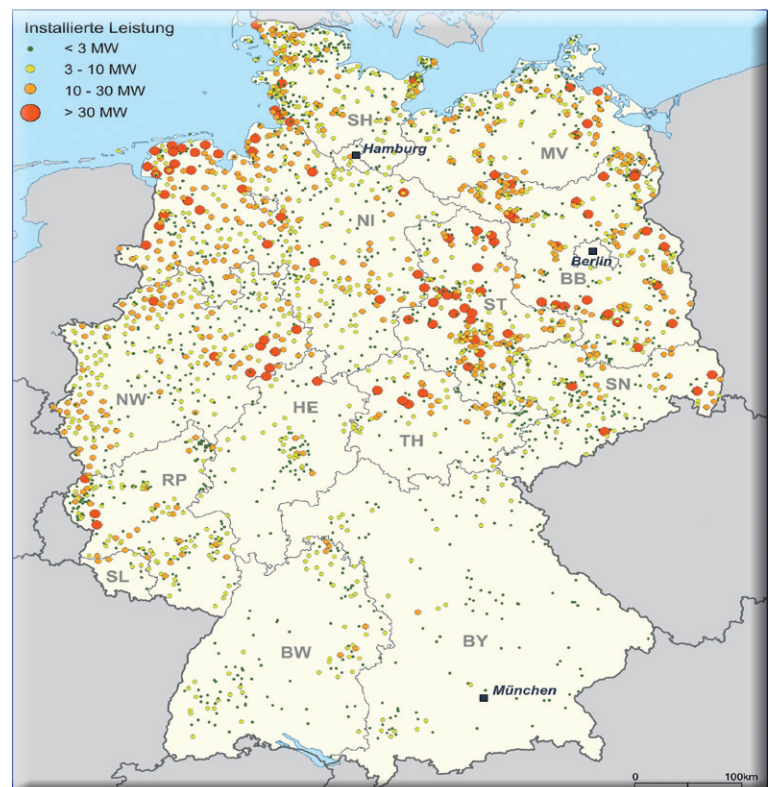 Installierte Leistung
< 3 MW
3 - 10 MW
10 - 30 MW
> 30 MW
SH
Hamburg
MV
NI
Berlin
BB
ST
NW
HE
SN
TH
RP
SL
BW
BY
München
0 100km